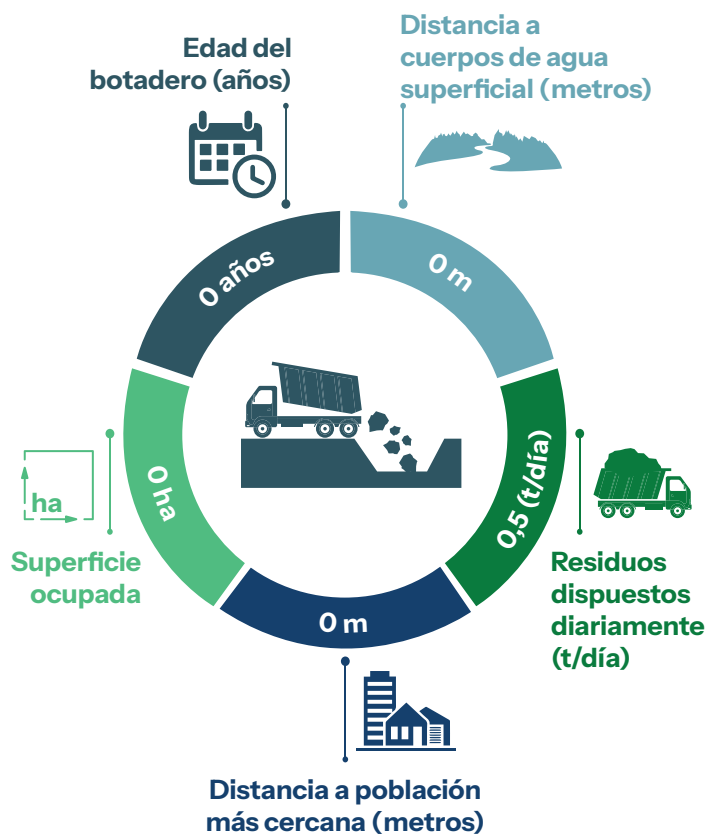 Edad del
botadero (años)
Distancia a
cuerpos de agua
superficial (metros)
0 años
0 m
0 ha
0,5 (t/día)
0 m
ha
Superficie
ocupada
Residuos
dispuestos
diariamente
(t/día)
Distancia a población
más cercana (metros)